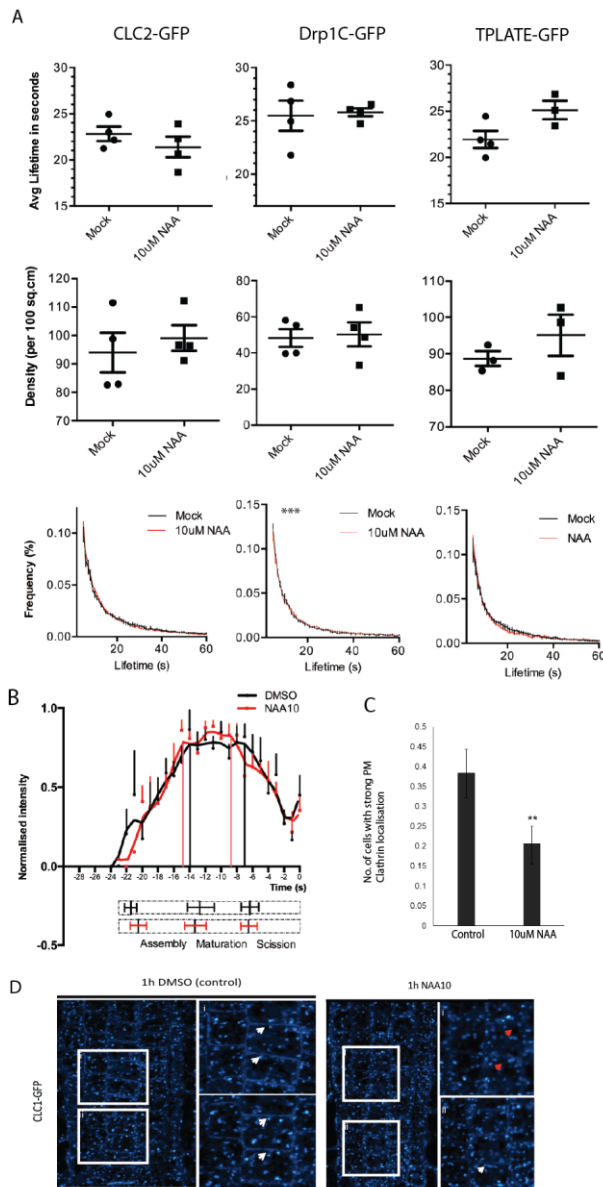 A
CLC2-GFP
Drp1C-GFP
TPLATE-GFP
Avg Lifetime in seconds
30
25
20
15
Mock
10uM NAA
30
25
20
Mock
10uM NAA
30
25
20
15
Mock
10uM NAA
Density (per 100 sq.cm)
120
110
100
90
80
70
Mock
10uM NAA
80
60
40
20
0
Mock
10uM NAA
110
100
90
80
70
Mock
10uM NAA
Frequency (%)
0.10
0.05
0.00
Mock
10uM NAA
20
40
60
Lifetime (s)
0.15
0.10
0.05
0.00
***
Mock
10uM NAA
20
40
60
Lifetime (s)
0.15
0.10
0.05
0.00
Mock
NAA
20
40
60
Lifetime (s)
B
DMSO
NAA10
Normalised intensity
1.0
0.5
0.0
-0.5
-28 -26 -24 -22 -20 -18 -16 -14 -12 -10 -8 -6 -4 -2 0
Time (s)
Assembly Maturation Scission
C
No. of cells with strong PM
Clathrin localisation
0.5
0.45
0.4
0.35
0.3
0.25
0.2
0.15
0.1
0.05
0
**
Control
10uM NAA
D
1h DMSO (control)
1h NAA10
CLC1-GFP
i
i
ii
ii